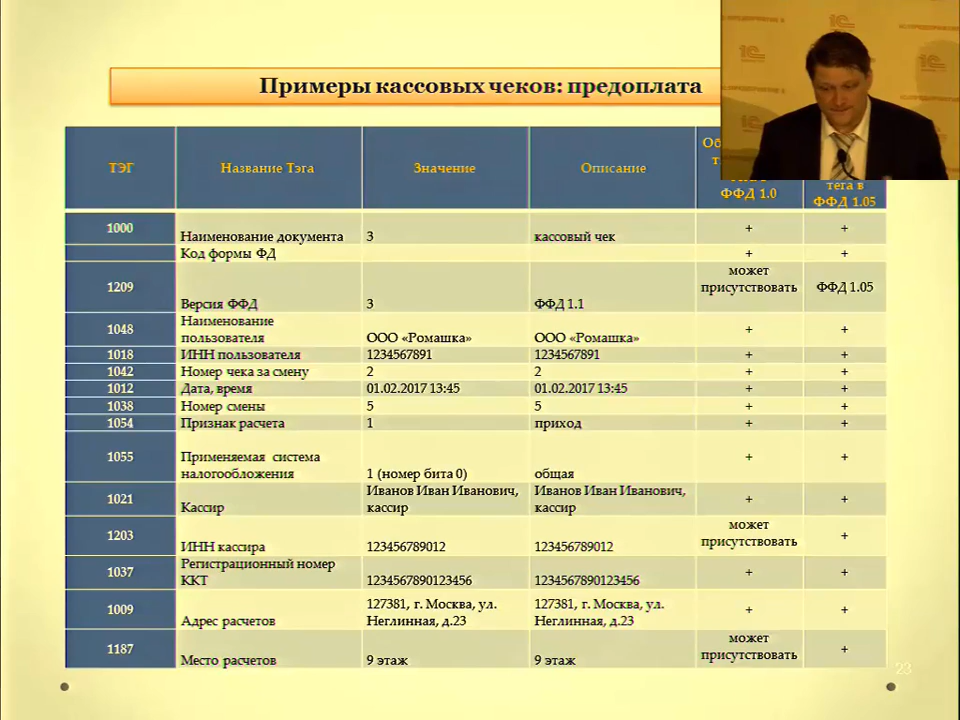 1С
1С
1С
Примеры кассовых чеков: предоплата
ТЭГ
Название Тэга
Значение
Описание
ФФД 1.0
тега в
ФФД 1.05
1000 Наименование документа 3 кассовый чек + +
Код формы ФД + +
1209 Версия ФФД 3 ФФД 1.1 может присутствовать ФФД 1.05
1048 Наименование пользователя ООО «Ромашка» ООО «Ромашка» + +
1018 ИНН пользователя 1234567891 1234567891 + +
1042 Номер чека за смену 2 2 + +
1012 Дата, время 01.02.2017 13:45 01.02.2017 13:45 + +
1038 Номер смены 5 5 + +
1054 Признак расчета 1 приход + +
1055 Применяемая система налогообложения 1 (номер бита 0) общая + +
1021 Кассир Иванов Иван Иванович, кассир Иванов Иван Иванович, кассир + +
1203 ИНН кассира 123456789012 123456789012 может присутствовать +
1037 Регистрационный номер ККТ 1234567890123456 1234567890123456 + +
1009 Адрес расчетов 127381, г. Москва, ул. Неглинная, д.23 127381, г. Москва, ул. Неглинная, д.23 + +
1187 Место расчетов 9 этаж 9 этаж может присутствовать +
23